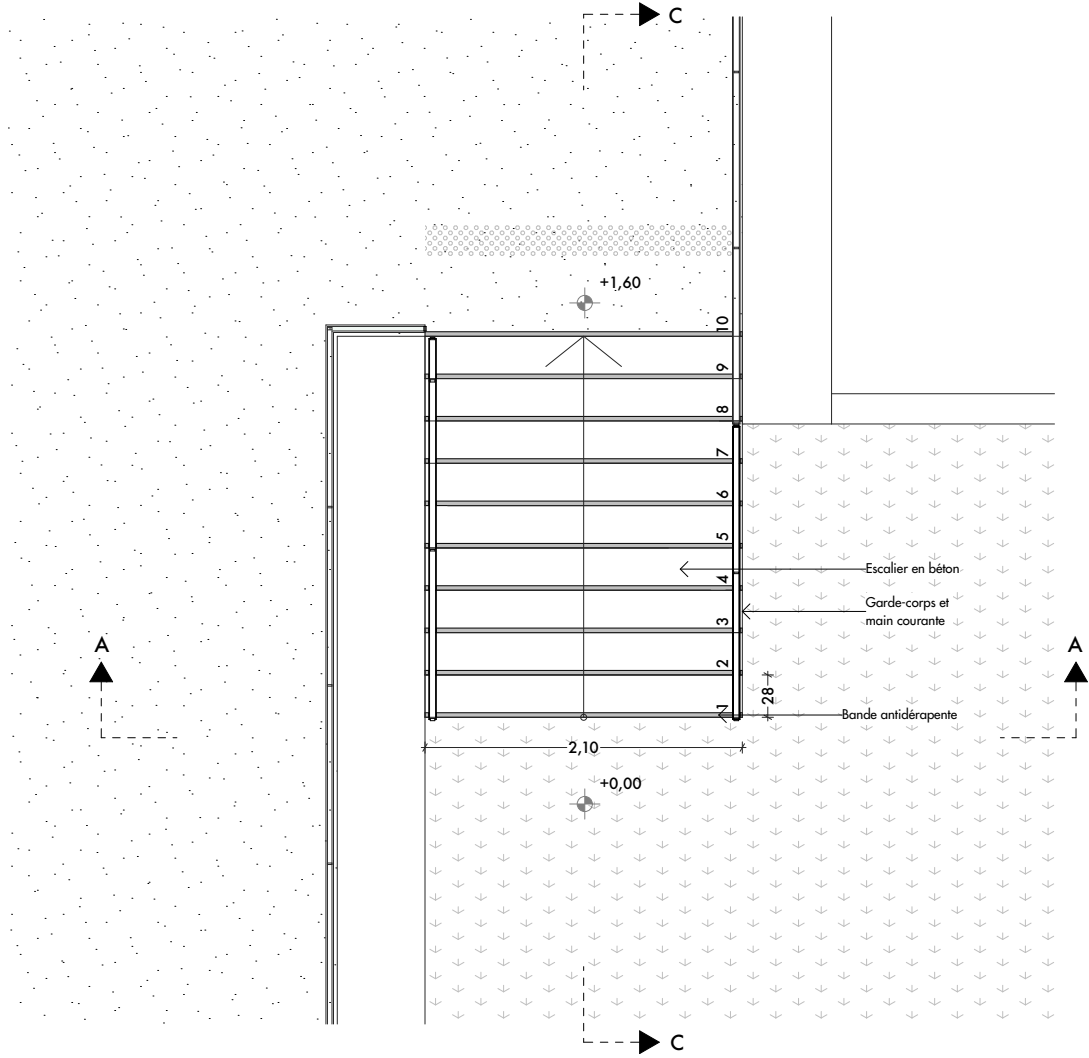 C
+1,60
10
9
8
7
6
5
Escalier en béton
4
Garde-corps et
main courante
3
A
A
2
28
1
Bande antidérapente
2,10
+0,00
C